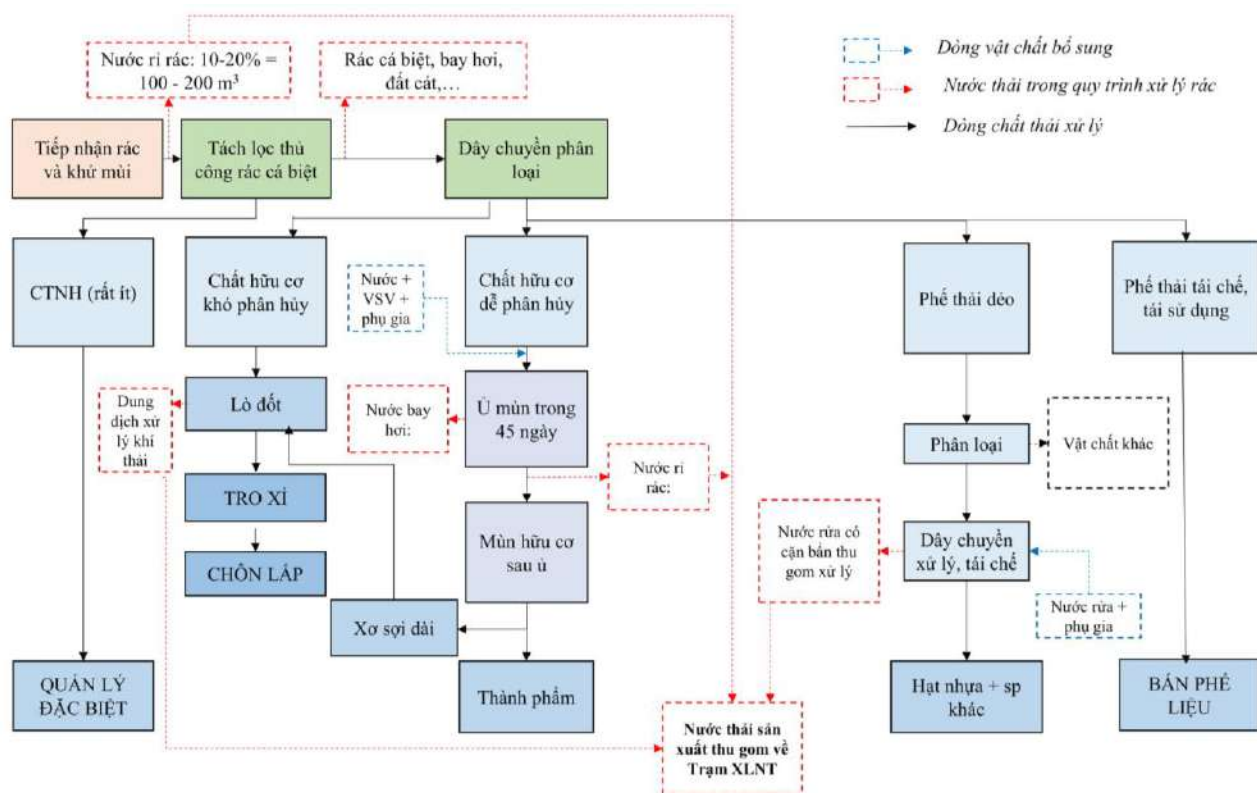 Nước rỉ rác: 10-20% =
100 - 200 m³
Rác cá biệt, bay hơi,
đất cát,…
Dòng vật chất bổ sung
Nước thải trong quy trình xử lý rác
Dòng chất thải xử lý
Tiếp nhận rác
và khử mùi
Tách lọc thủ
công rác cá biệt
Dây chuyền phân
loại
CTNH (rất ít)
Chất hữu cơ
khó phân hủy
Nước +
VSV +
phụ gia
Chất hữu cơ
dễ phân hủy
Phế thải dẻo
Phế thải tái chế,
tái sử dụng
Dung
dịch xử
lý khí
thải
Lò đốt
Nước bay
hơi:
Ủ mùn trong
45 ngày
Phân loại
Vật chất khác
TRO XỈ
Nước rỉ
rác:
CHÔN LẤP
Mùn hữu cơ
sau ủ
Nước rửa có
cặn bẩn thu
gom xử lý
Dây chuyền
xử lý, tái chế
Xơ sợi dài
Nước rửa +
phụ gia
QUẢN LÝ
ĐẶC BIỆT
Thành phẩm
Nước thải sản
xuất thu gom về
Trạm XLNT
Hạt nhựa + sp
khác
BÁN PHẾ
LIỆU